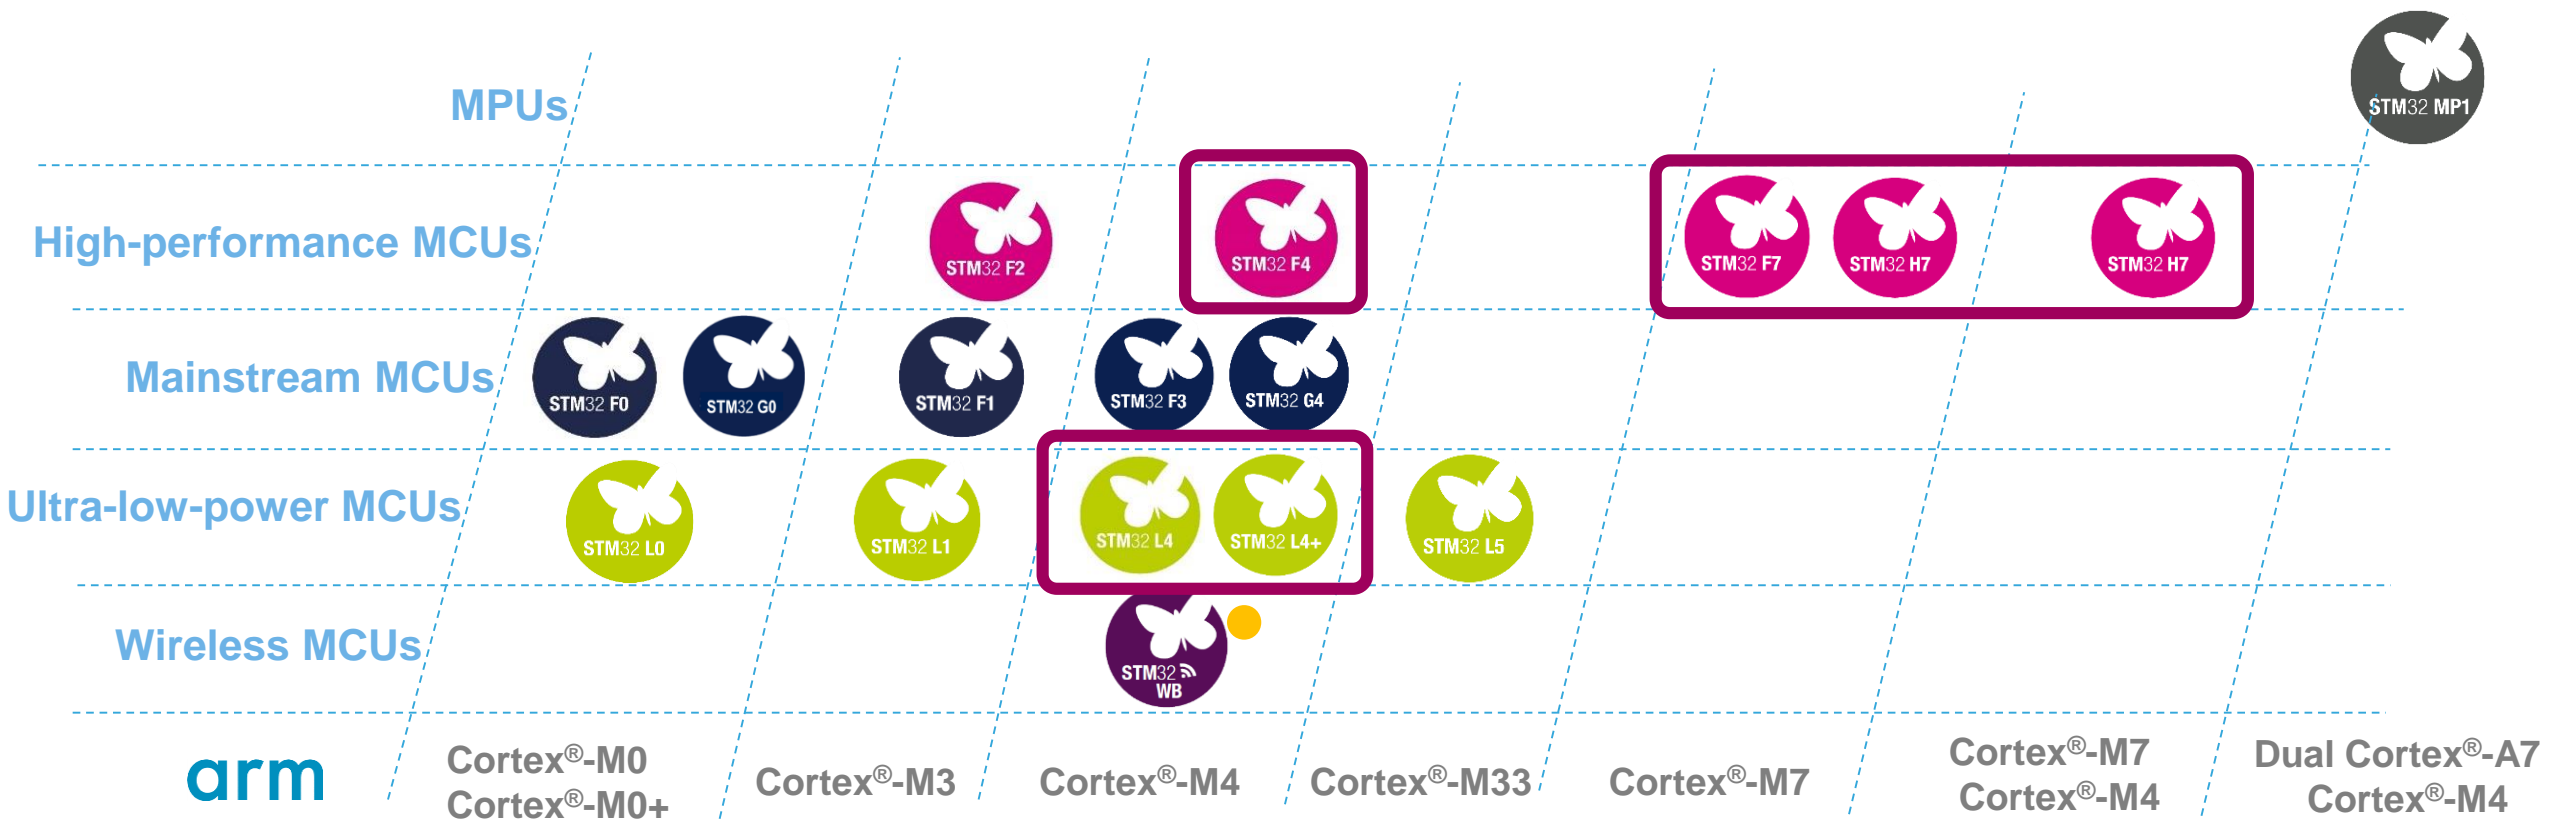 MPUs
STM32 MP1
High-performance MCUs
STM32 F2
STM32 F4
STM32 F7
STM32 H7
STM32 H7
Mainstream MCUs
STM32 F0
STM32 G0
STM32 F1
STM32 F3
STM32 G4
Ultra-low-power MCUs
STM32 L0
STM32 L1
STM32 L4
STM32 L4+
STM32 L5
Wireless MCUs
STM32
WB
arm
Cortex®-M0
Cortex®-M0+
Cortex®-M3
Cortex®-M4
Cortex®-M33
Cortex®-M7
Cortex®-M7
Cortex®-M4
Dual Cortex®-A7
Cortex®-M4